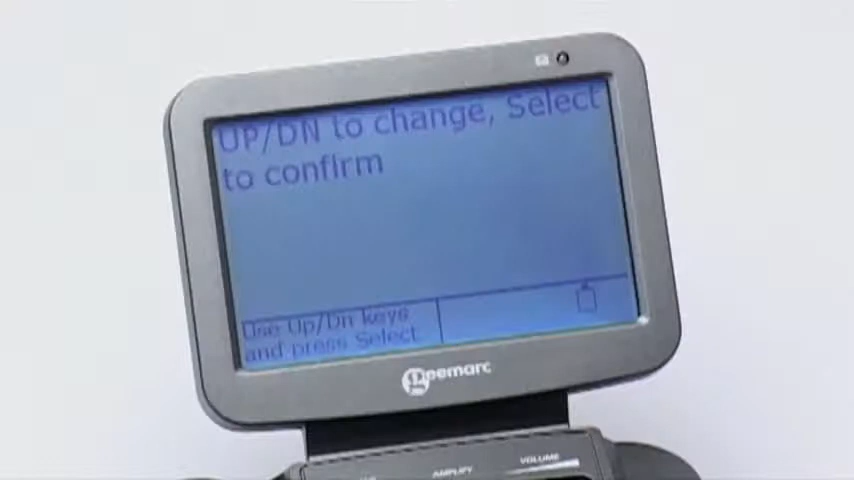 UP/DN to change, Select
to confirm
Use Up/Dn keys
and press Select
Geemarc
AMPLIFY
VOLUME